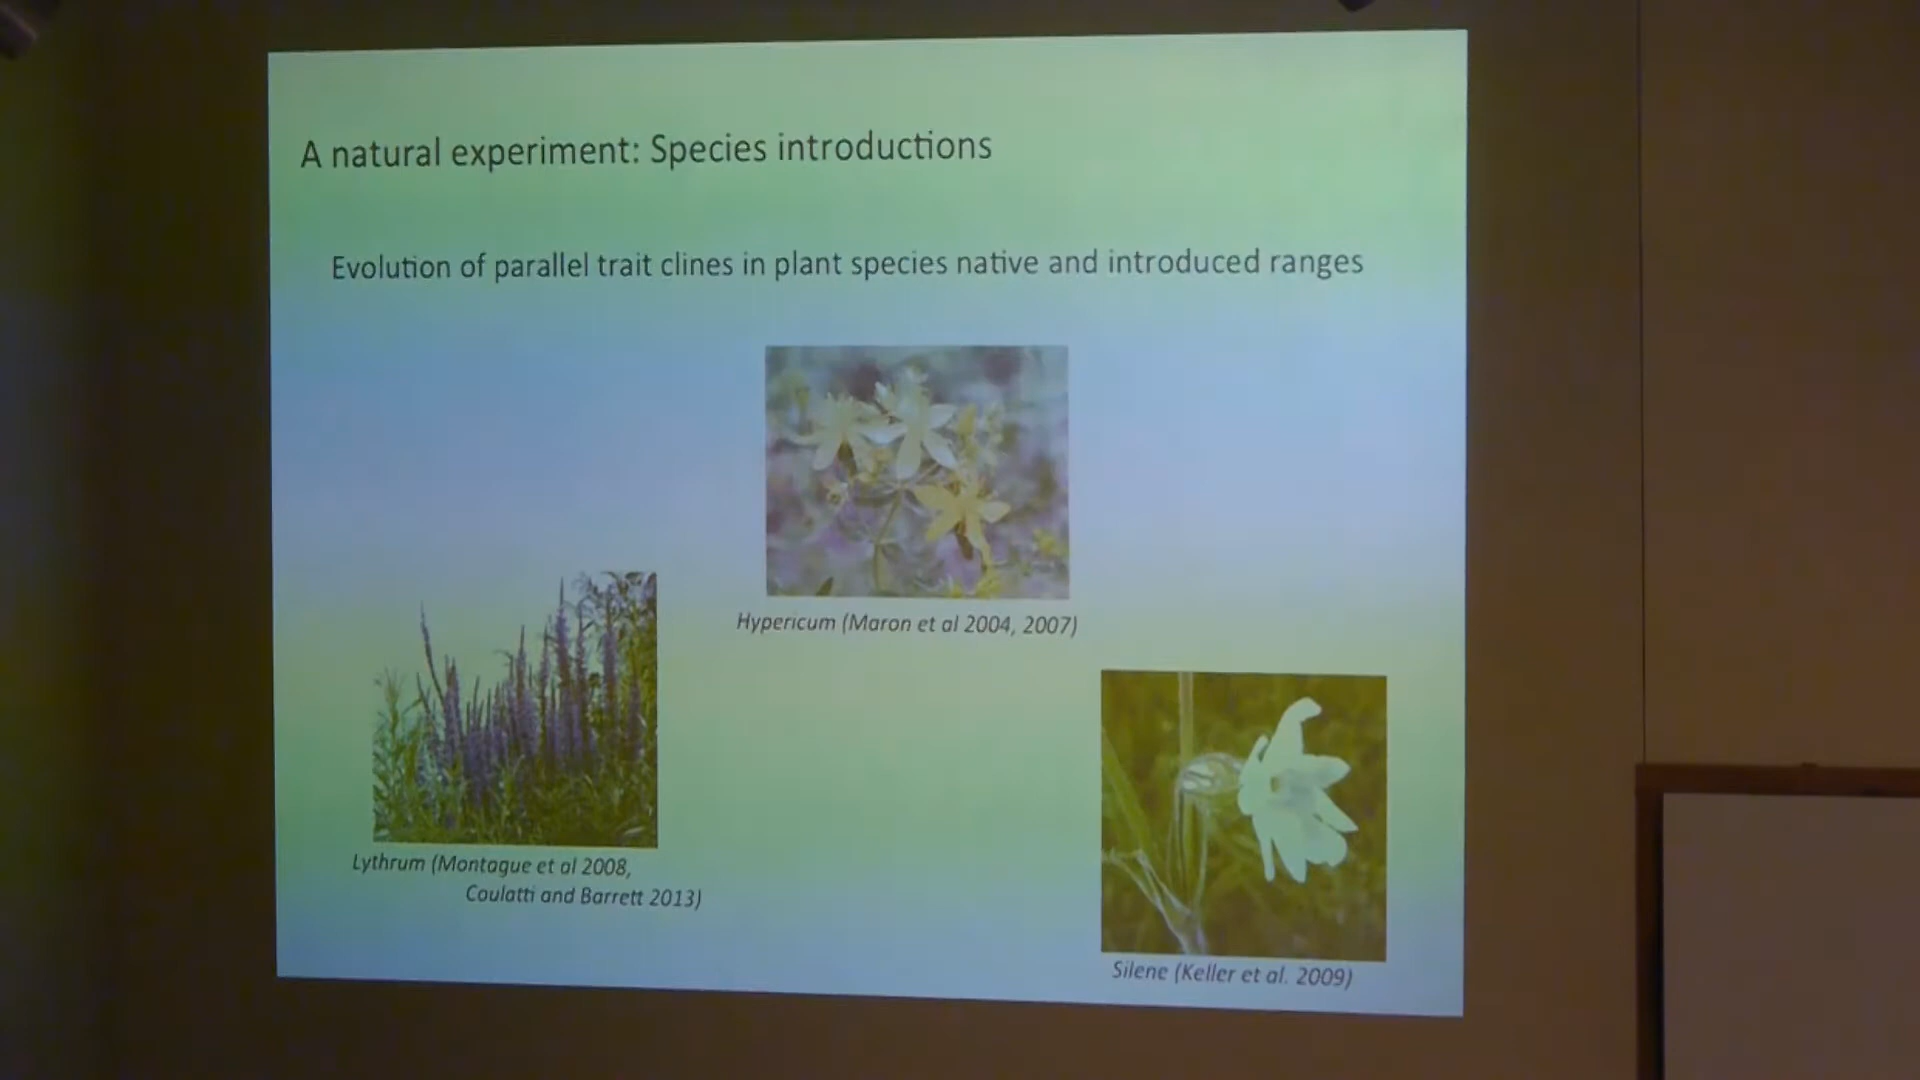 A natural experiment: Species introductions
Evolution of parallel trait clines in plant species native and introduced ranges
Hypericum (Maron et al 2004, 2007)
Lythrum (Montague et al 2008,
Coulatti and Barrett 2013)
Silene (Keller et al. 2009)